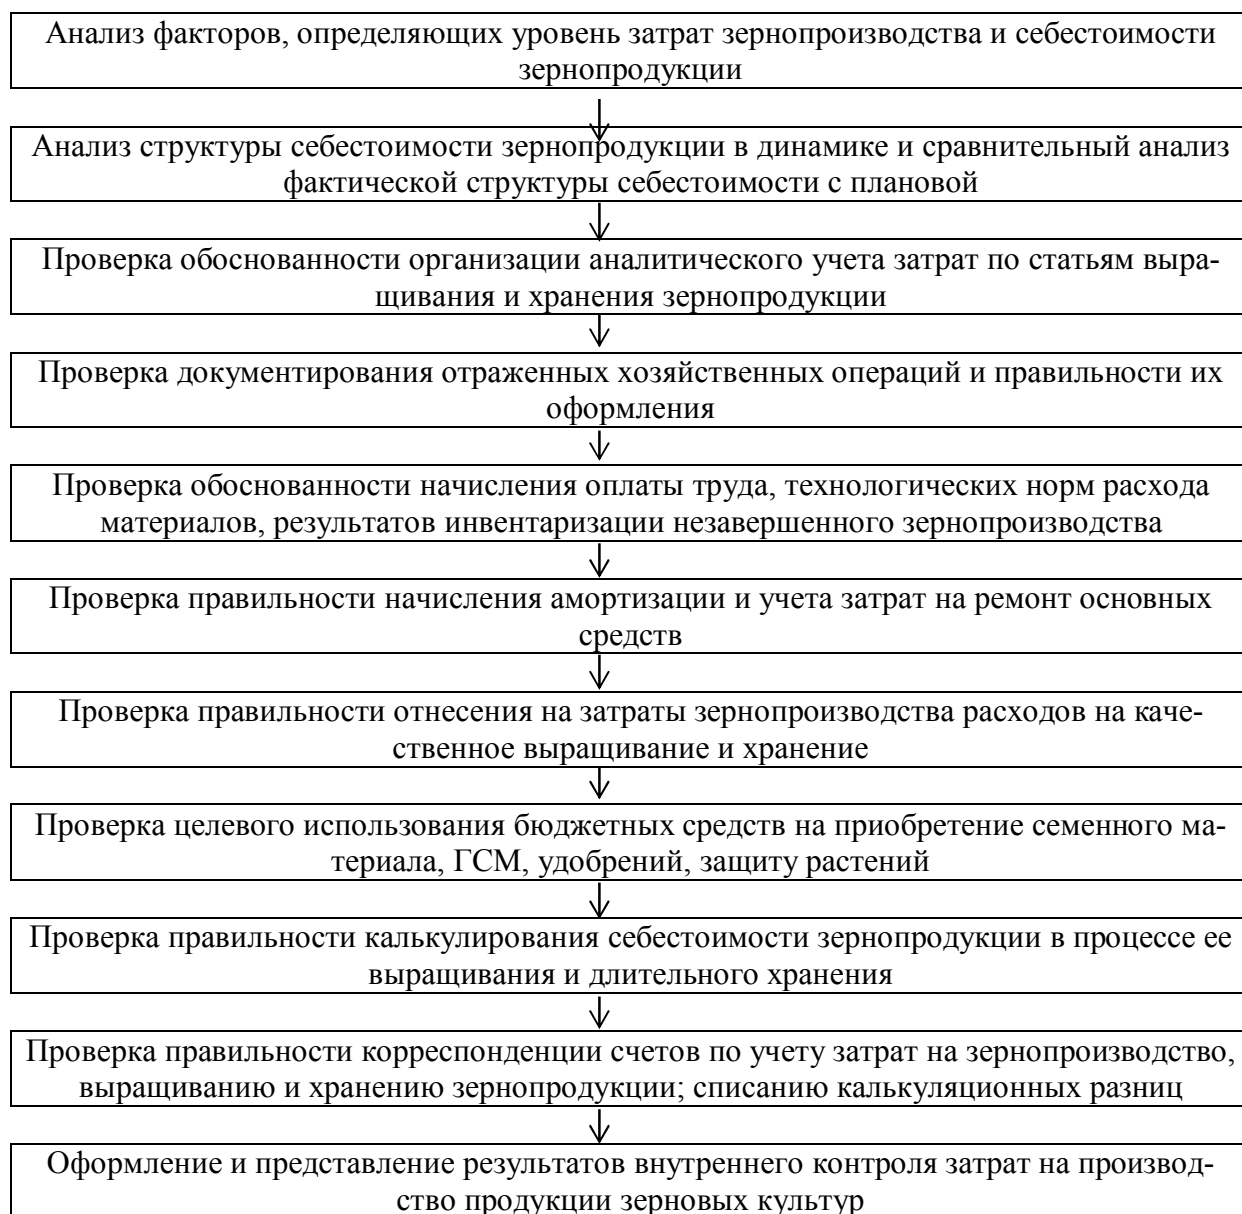 Анализ факторов, определяющих уровень затрат зернопроизводства и себестоимости
зернопродукции
Анализ структуры себестоимости зернопродукции в динамике и сравнительный анализ
фактической структуры себестоимости с плановой
Проверка обоснованности организации аналитического учета затрат по статьям выра-
щивания и хранения зернопродукции
Проверка документирования отраженных хозяйственных операций и правильности их
оформления
Проверка обоснованности начисления оплаты труда, технологических норм расхода
материалов, результатов инвентаризации незавершенного зернопроизводства
Проверка правильности начисления амортизации и учета затрат на ремонт основных
средств
Проверка правильности отнесения на затраты зернопроизводства расходов на каче-
ственное выращивание и хранение
Проверка целевого использования бюджетных средств на приобретение семенного ма-
териала, ГСМ, удобрений, защиту растений
Проверка правильности калькулирования себестоимости зернопродукции в процессе ее
выращивания и длительного хранения
Проверка правильности корреспонденции счетов по учету затрат на зернопроизводство,
выращиванию и хранению зернопродукции; списанию калькуляционных разниц
Оформление и представление результатов внутреннего контроля затрат на производ-
ство продукции зерновых культур